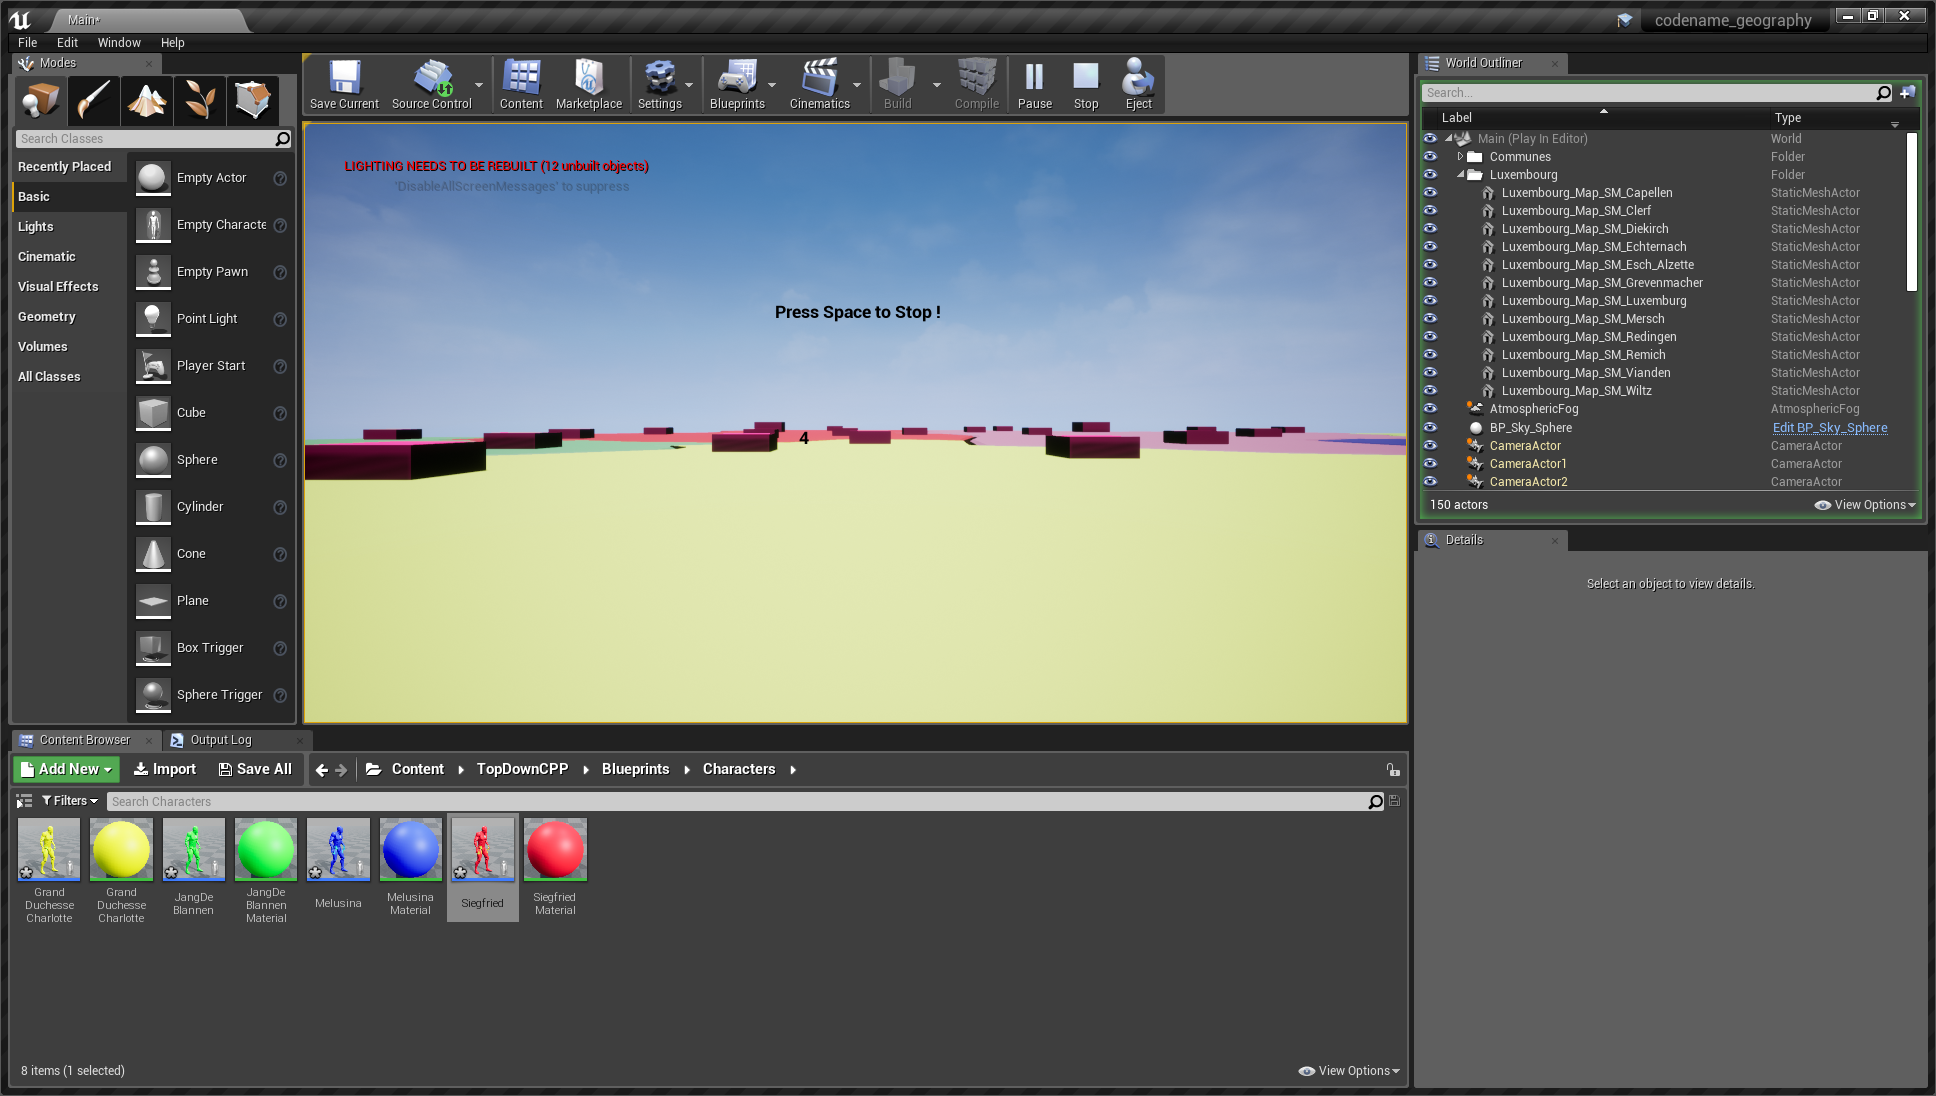 Main*
codename_geography
File Edit Window Help
Modes
Search Classes
Recently Placed
Basic
Lights
Cinematic
Visual Effects
Geometry
Volumes
All Classes
Empty Actor
Empty Characte
Empty Pawn
Point Light
Player Start
Cube
Sphere
Cylinder
Cone
Plane
Box Trigger
Sphere Trigger
Save Current Source Control Content Marketplace Settings Blueprints Cinematics Build Compile Pause Stop Eject
LIGHTING NEEDS TO BE REBUILT (12 unbuilt objects)
'DisableAllScreenMessages' to suppress
Press Space to Stop !
4
World Outliner
Search...
Label Type
Main (Play In Editor) World
Communes Folder
Luxembourg Folder
Luxembourg_Map_SM_Capellen StaticMeshActor
Luxembourg_Map_SM_Clerf StaticMeshActor
Luxembourg_Map_SM_Diekirch StaticMeshActor
Luxembourg_Map_SM_Echternach StaticMeshActor
Luxembourg_Map_SM_Esch_Alzette StaticMeshActor
Luxembourg_Map_SM_Grevenmacher StaticMeshActor
Luxembourg_Map_SM_Luxemburg StaticMeshActor
Luxembourg_Map_SM_Mersch StaticMeshActor
Luxembourg_Map_SM_Redingen StaticMeshActor
Luxembourg_Map_SM_Remich StaticMeshActor
Luxembourg_Map_SM_Vianden StaticMeshActor
Luxembourg_Map_SM_Wiltz StaticMeshActor
AtmosphericFog AtmosphericFog
BP_Sky_Sphere Edit BP_Sky_Sphere
CameraActor CameraActor
CameraActor1 CameraActor
CameraActor2 CameraActor
150 actors View Options
Details
Select an object to view details.
Content Browser Output Log
Add New Import Save All Content TopDownCPP Blueprints Characters
Filters Search Characters
Grand Duchesse Charlotte
Grand Duchesse Charlotte
JangDe Blannen
JangDe Blannen Material
Melusina
Melusina Material
Siegfried
Siegfried Material
8 items (1 selected) View Options